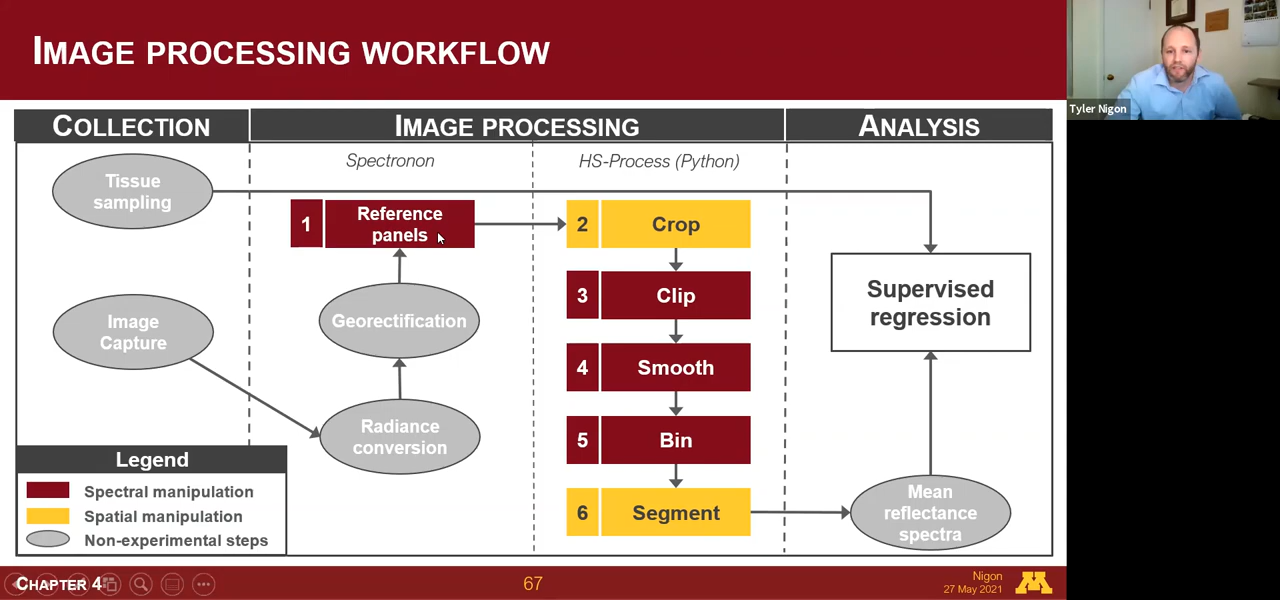 IMAGE PROCESSING WORKFLOW
Tyler Nigon
COLLECTION
IMAGE PROCESSING
ANALYSIS
Spectronon
HS-Process (Python)
Tissue
sampling
1
Reference
panels
2
Crop
3
Clip
Supervised
regression
Image
Capture
Georectification
4
Smooth
Radiance
conversion
5
Bin
6
Segment
Mean
reflectance
spectra
Legend
Spectral manipulation
Spatial manipulation
Non-experimental steps
CHAPTER 4
67
Nigon
27 May 2021
M